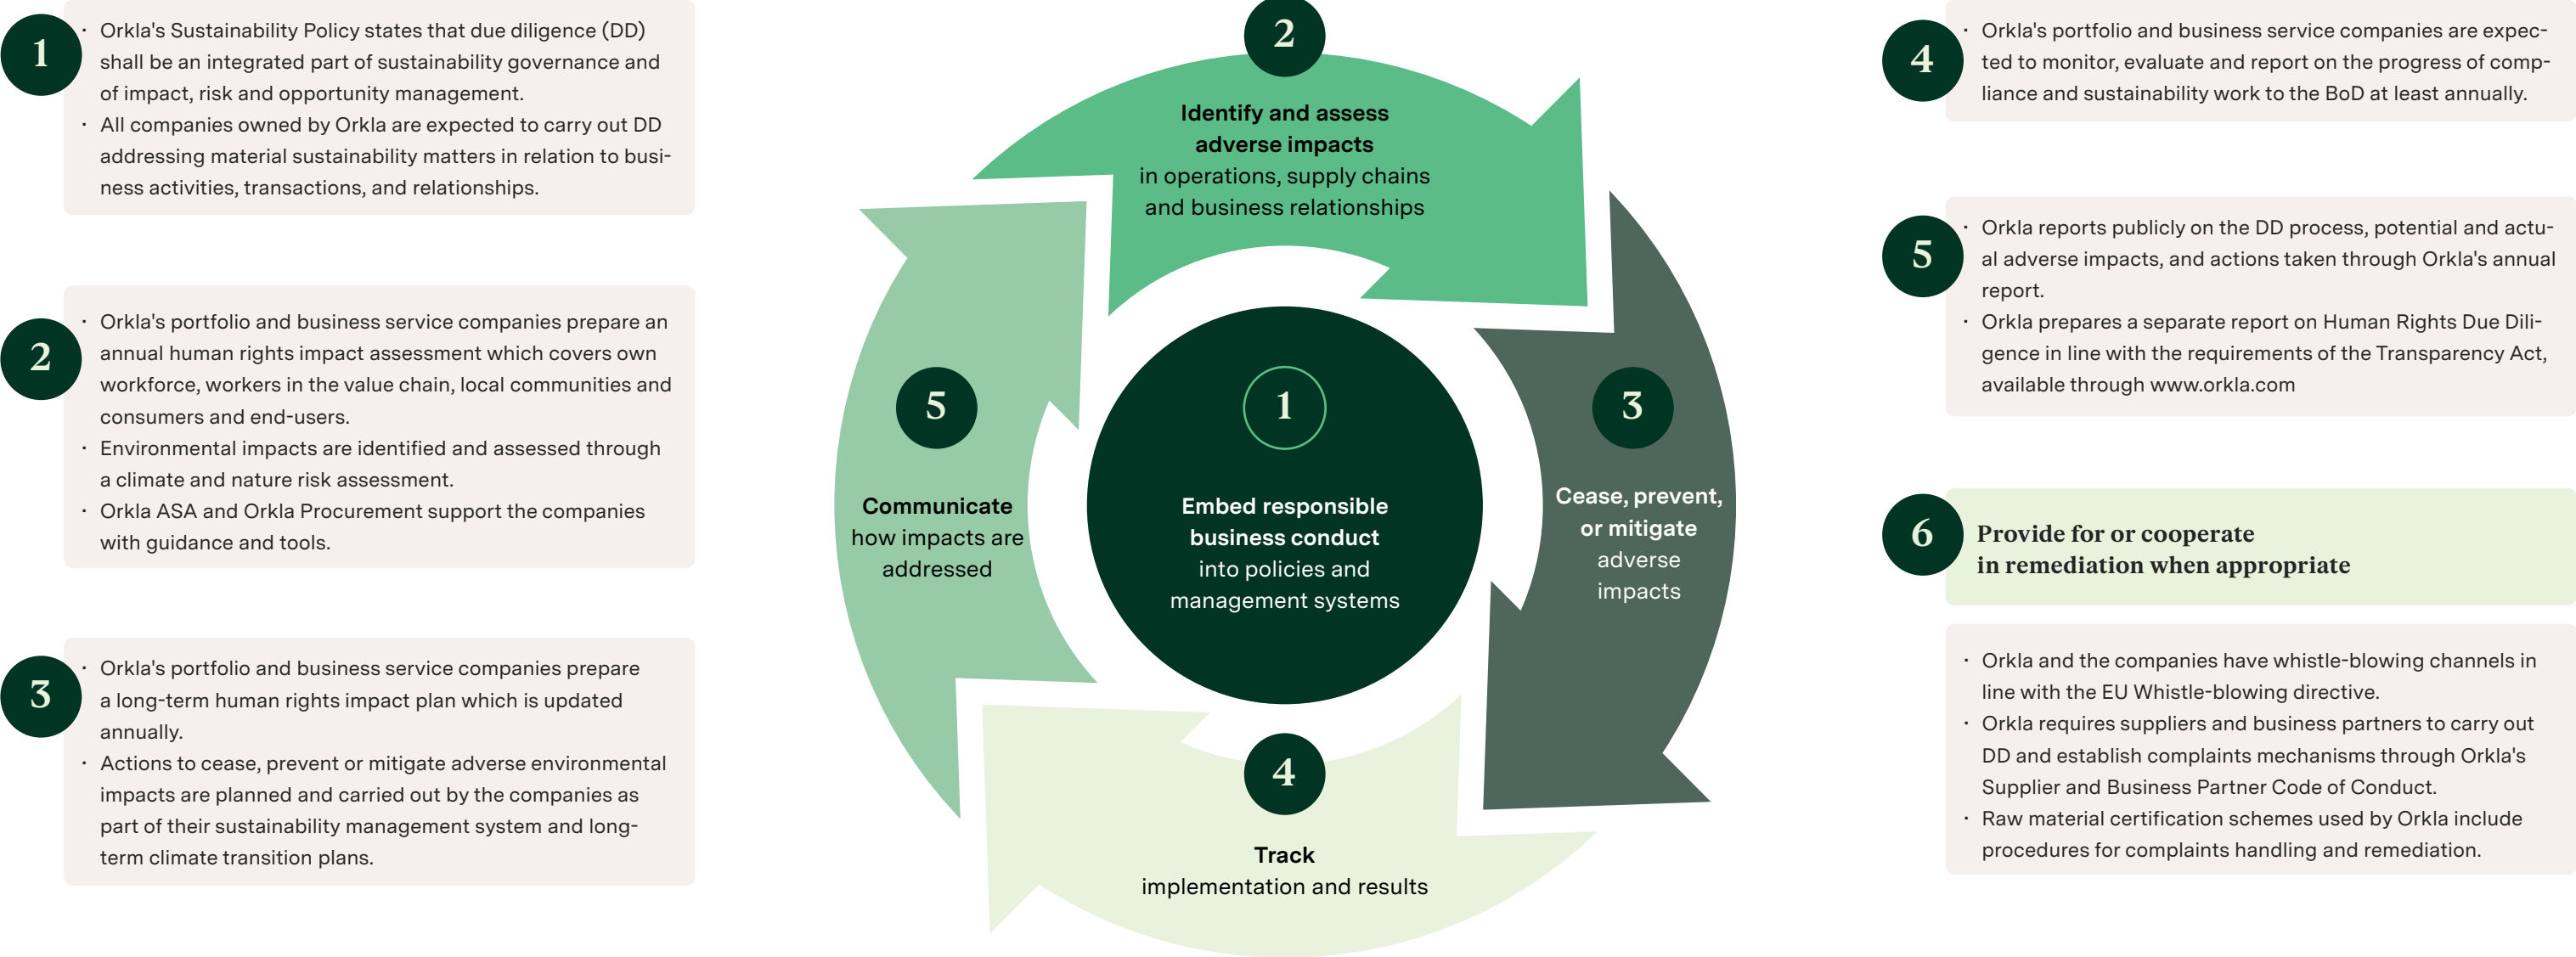 1
· Orkla's Sustainability Policy states that due diligence (DD)
shall be an integrated part of sustainability governance and
of impact, risk and opportunity management.
· All companies owned by Orkla are expected to carry out DD
addressing material sustainability matters in relation to busi-
ness activities, transactions, and relationships.
2
· Orkla's portfolio and business service companies prepare an
annual human rights impact assessment which covers own
workforce, workers in the value chain, local communities and
consumers and end-users.
· Environmental impacts are identified and assessed through
a climate and nature risk assessment.
· Orkla ASA and Orkla Procurement support the companies
with guidance and tools.
3
· Orkla's portfolio and business service companies prepare
a long-term human rights impact plan which is updated
annually.
· Actions to cease, prevent or mitigate adverse environmental
impacts are planned and carried out by the companies as
part of their sustainability management system and long-
term climate transition plans.
2
Identify and assess
adverse impacts
in operations, supply chains
and business relationships
5
Communicate
how impacts are
addressed
1
Embed responsible
business conduct
into policies and
management systems
3
Cease, prevent,
or mitigate
adverse
impacts
4
Track
implementation and results
4
· Orkla's portfolio and business service companies are expec-
ted to monitor, evaluate and report on the progress of comp-
liance and sustainability work to the BoD at least annually.
5
· Orkla reports publicly on the DD process, potential and actu-
al adverse impacts, and actions taken through Orkla's annual
report.
· Orkla prepares a separate report on Human Rights Due Dili-
gence in line with the requirements of the Transparency Act,
available through www.orkla.com
6
Provide for or cooperate
in remediation when appropriate
· Orkla and the companies have whistle-blowing channels in
line with the EU Whistle-blowing directive.
· Orkla requires suppliers and business partners to carry out
DD and establish complaints mechanisms through Orkla's
Supplier and Business Partner Code of Conduct.
· Raw material certification schemes used by Orkla include
procedures for complaints handling and remediation.